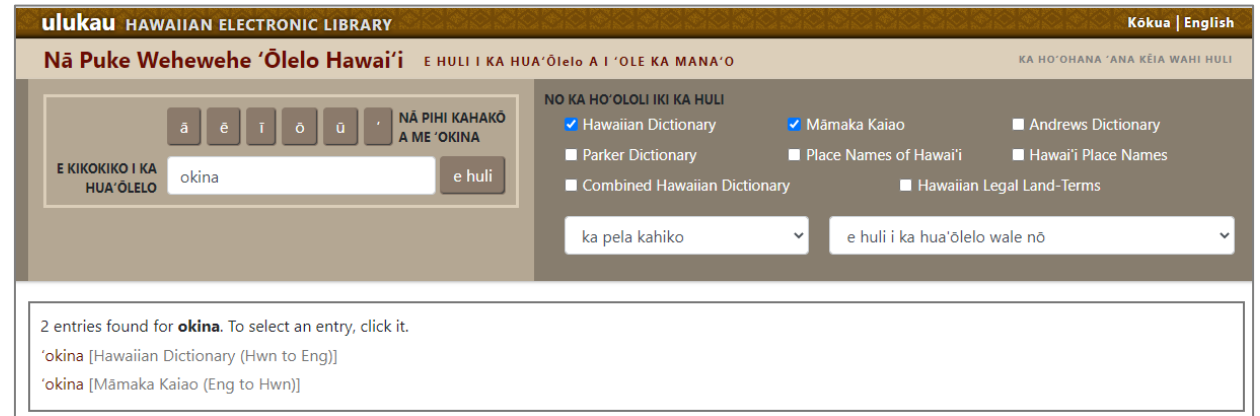 ulukau HAWAIIAN ELECTRONIC LIBRARY
Kōkua | English
Nā Puke Wehewehe ʻŌlelo Hawaiʻi E HULI I KA HUAʻŌlelo A I ʻOLE KA MANAʻO
KA HOʻOHANA ʻANA KĒIA WAHI HULI
ā ē ī ō ū ʻ NĀ PIHI KAHAKŌ
A ME ʻOKINA
E KIKOKIKO I KA
HUAʻŌLELO
okina e huli
NO KA HOʻOLOLI IKI KA HULI
Hawaiian Dictionary Māmaka Kaiao Andrews Dictionary
Parker Dictionary Place Names of Hawai'i Hawai'i Place Names
Combined Hawaiian Dictionary Hawaiian Legal Land-Terms
ka pela kahiko e huli i ka hua'ōlelo wale nō
2 entries found for okina. To select an entry, click it.
ʻokina [Hawaiian Dictionary (Hwn to Eng)]
ʻokina [Māmaka Kaiao (Eng to Hwn)]